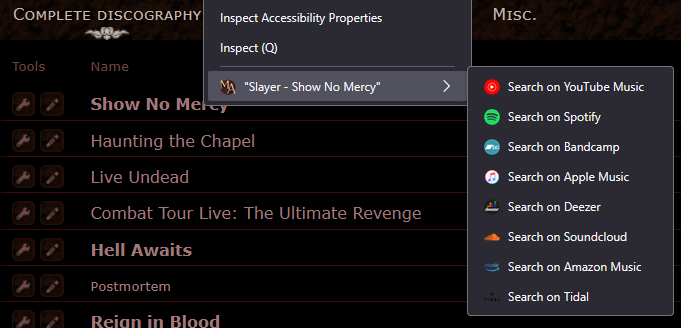 COMPLETE DISCOGRAPHY
MISC.
Inspect Accessibility Properties
Inspect (Q)
"Slayer - Show No Mercy"
Search on YouTube Music
Search on Spotify
Search on Bandcamp
Search on Apple Music
Search on Deezer
Search on Soundcloud
Search on Amazon Music
Search on Tidal
Tools Name
Show No Mercy
Haunting the Chapel
Live Undead
Combat Tour Live: The Ultimate Revenge
Hell Awaits
Postmortem
Reign in Blood